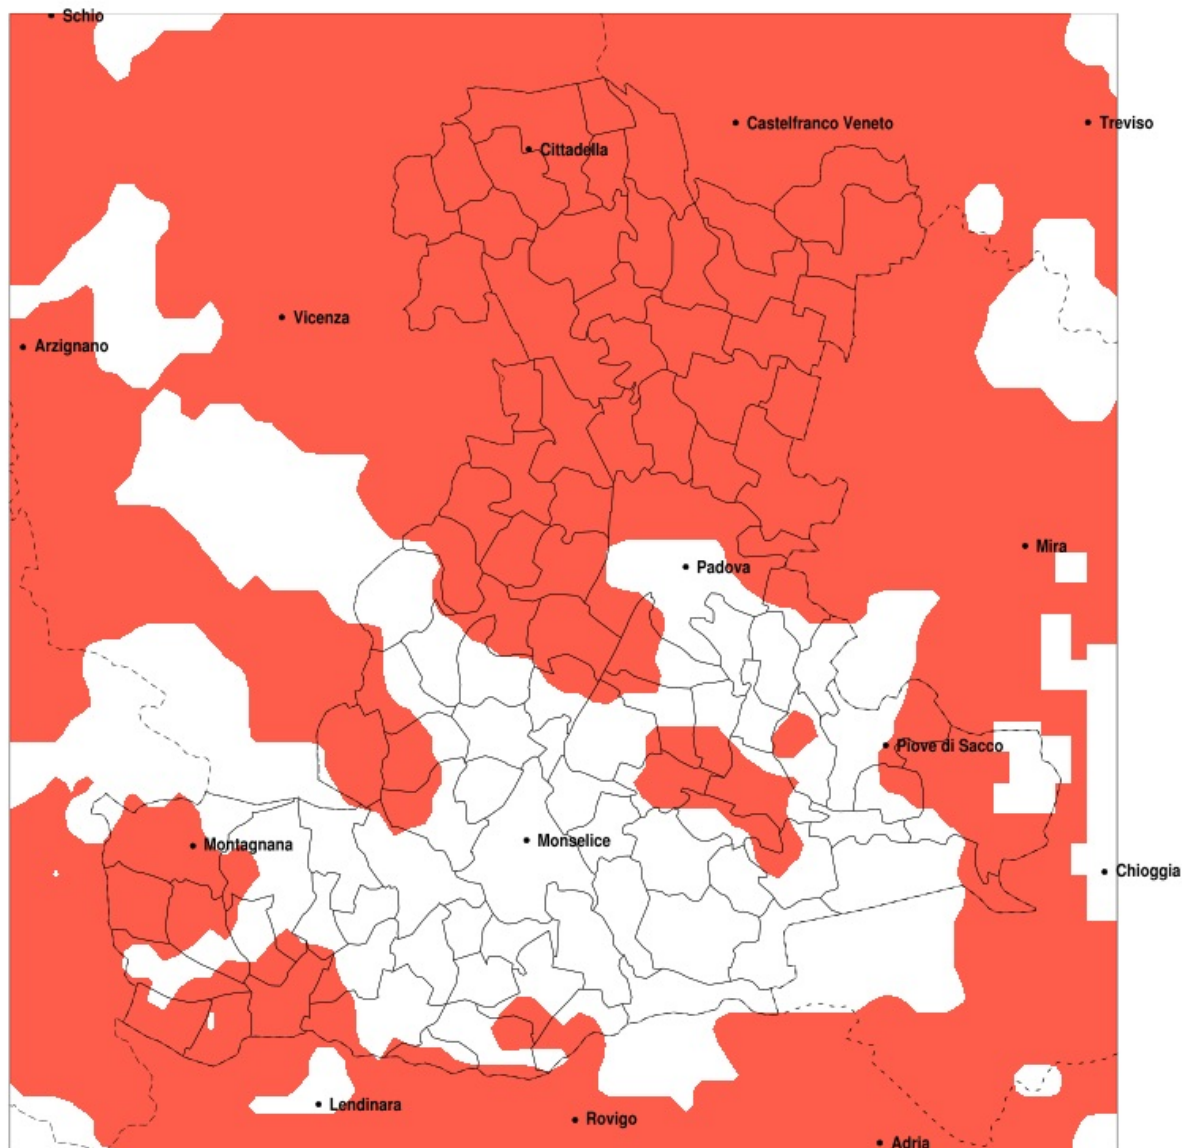 Schio
Castelfranco Veneto
Treviso
Cittadella
Vicenza
Arzignano
Mira
Padova
Piove di Sacco
Monselice
Montagnana
Chioggia
Lendinara
Rovigo
Adria